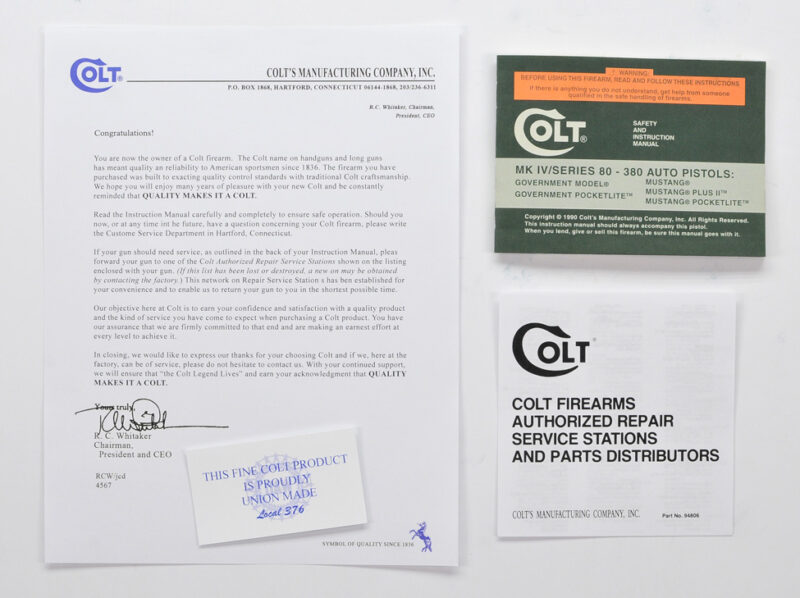 COLT®
COLT'S MANUFACTURING COMPANY, INC.
P.O. BOX 1868, HARTFORD, CONNECTICUT 06144-1868, 203/236-6311
R.C. Whitaker, Chairman,
President, CEO
Congratulations!
You are now the owner of a Colt firearm. The Colt name on handguns and long guns
has meant quality an reliability to American sportsmen since 1836. The firearm you have
purchased was built to exacting quality control standards with traditional Colt craftsmanship.
We hope you will enjoy many years of pleasure with your new Colt and be constantly
reminded that QUALITY MAKES IT A COLT.
Read the Instruction Manual carefully and completely to ensure safe operation. Should you
now, or at any time int he future, have a question concerning your Colt firearm, please write
the Custome Service Department in Hartford, Connecticut.
If your gun should need service, as outlined in the back of your Instruction Manual, pleas
forward your gun to one of the Colt Authorized Repair Service Stations shown on the listing
enclosed with your gun. (If this list has been lost or destroyed, a new on may be obtained
by contacting the factory.) This network on Repair Service Station s has ben established for
your convenience and to enable us to return your gun to you in the shortest possible time.
Our objective here at Colt is to earn your confidence and satisfaction with a quality product
and the kind of service you have come to expect when purchasing a Colt product. You have
our assurance that we are firmly committed to that end and are making an earnest effort at
every level to achieve it.
In closing, we would like to express our thanks for your choosing Colt and if we, here at the
factory, can be of service, please do not hesitate to contact us. With your continued support,
we will ensure that "the Colt Legend Lives" and earn your acknowledgment that QUALITY
MAKES IT A COLT.
Yours truly,
R. C. Whitaker
Chairman,
President and CEO
RCW/jcd
4567
THIS FINE COLT PRODUCT
IS PROUDLY
UNION MADE
Local 376
SYMBOL OF QUALITY SINCE 1836
WARNING:
BEFORE USING THIS FIREARM, READ AND FOLLOW THESE INSTRUCTIONS
If there is anything you do not understand, get help from someone
qualified in the safe handling of firearms.
COLT®
SAFETY
AND
INSTRUCTION
MANUAL
MK IV/SERIES 80 - 380 AUTO PISTOLS:
GOVERNMENT MODEL®
GOVERNMENT POCKETLITE™
MUSTANG®
MUSTANG® PLUS II™
MUSTANG® POCKETLITE™
Copyright © 1990 Colt's Manufacturing Company, Inc. All Rights Reserved.
This instruction manual should always accompany this pistol.
When you lend, give or sell this firearm, be sure this manual goes with it.
COLT®
COLT FIREARMS
AUTHORIZED REPAIR
SERVICE STATIONS
AND PARTS DISTRIBUTORS
COLT'S MANUFACTURING COMPANY, INC.
Part No. 94606